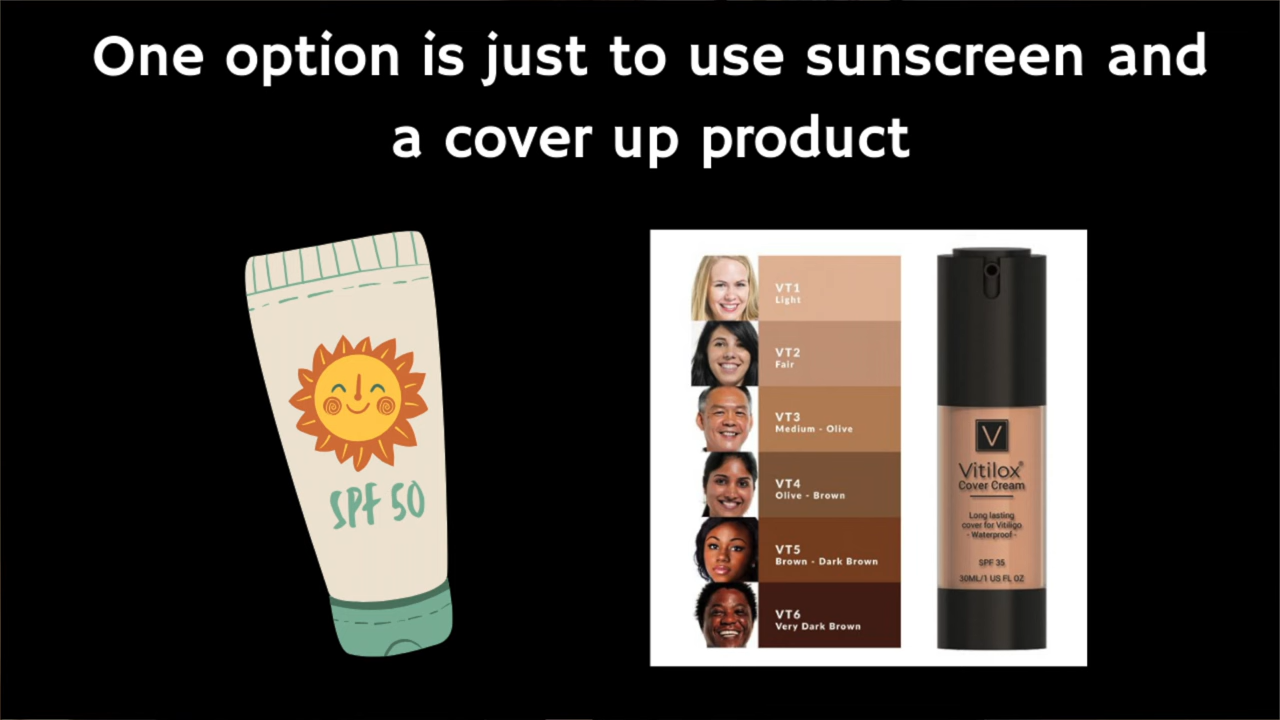 One option is just to use sunscreen and
a cover up product
SPF 50
VT1
Light
VT2
Fair
VT3
Medium - Olive
VT4
Olive - Brown
VT5
Brown - Dark Brown
VT6
Very Dark Brown
V
Vitilox®
Cover Cream
Long lasting
cover for Vitiligo
- Waterproof -
SPF 35
30ML/1 US FL OZ